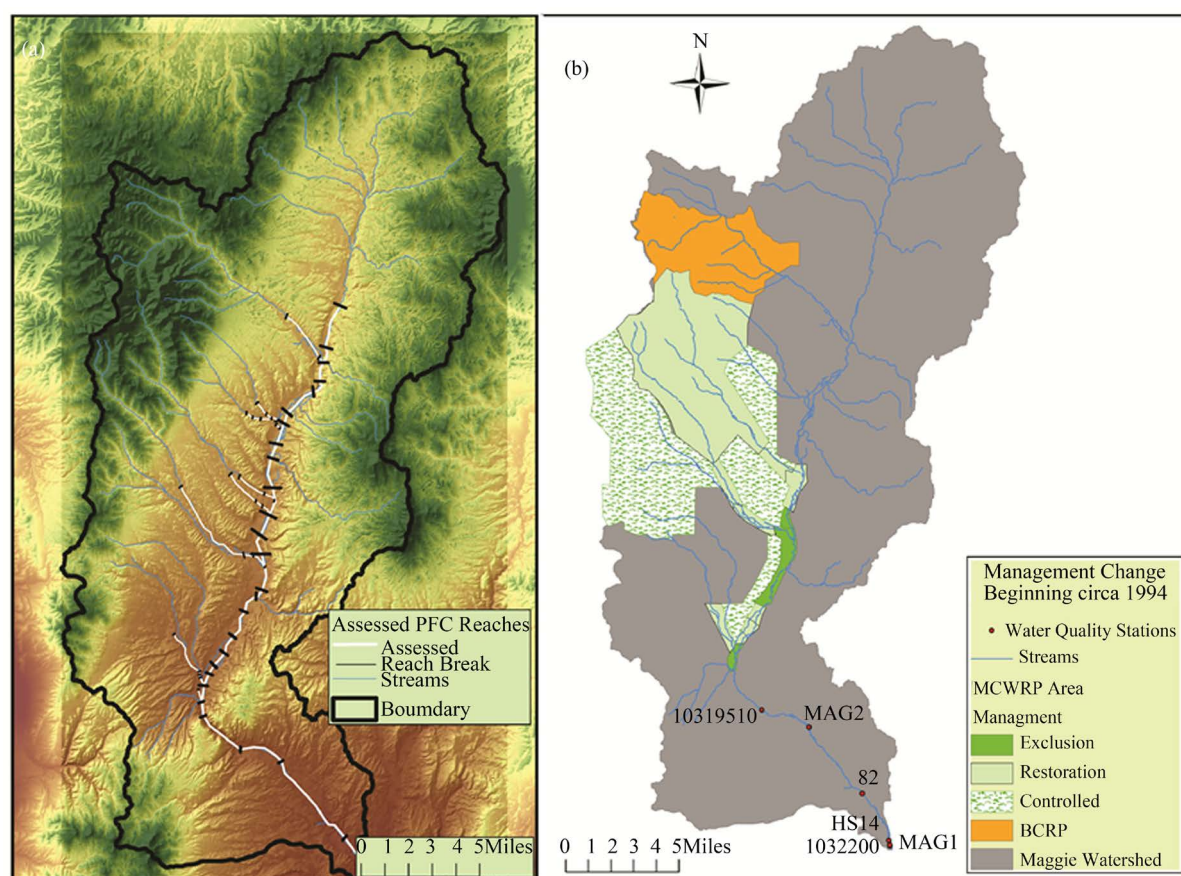 (a)
Assessed PFC Reaches
Assessed
Reach Break
Streams
Boumdary
0 1 2 3 4 5Miles
(b)
N
10319510
MAG2
82
HS14
1032200
MAG1
0 1 2 3 4 5Miles
Management Change
Beginning circa 1994
Water Quality Stations
Streams
MCWRP Area
Managment
Exclusion
Restoration
Controlled
BCRP
Maggie Watershed